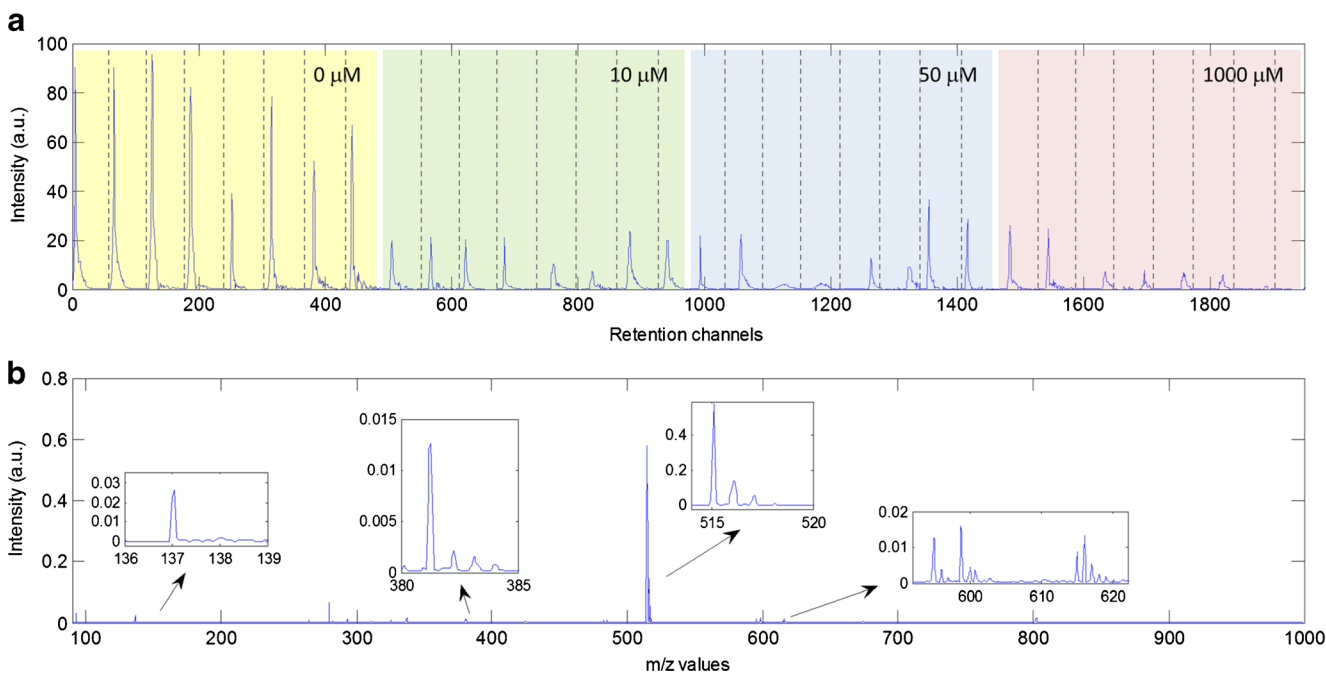 a
100
80
60
40
20
0
Intensity (a.u.)
0 µM
10 µM
50 µM
1000 µM
0 200 400 600 800 1000 1200 1400 1600 1800
Retention channels
b
0.8
0.6
0.4
0.2
0
Intensity (a.u.)
0.03
0.02
0.01
0
136 137 138 139
0.015
0.01
0.005
0
380 385
0.4
0.2
0
515 520
0.02
0.01
0
600 610 620
100 200 300 400 500 600 700 800 900 1000
m/z values